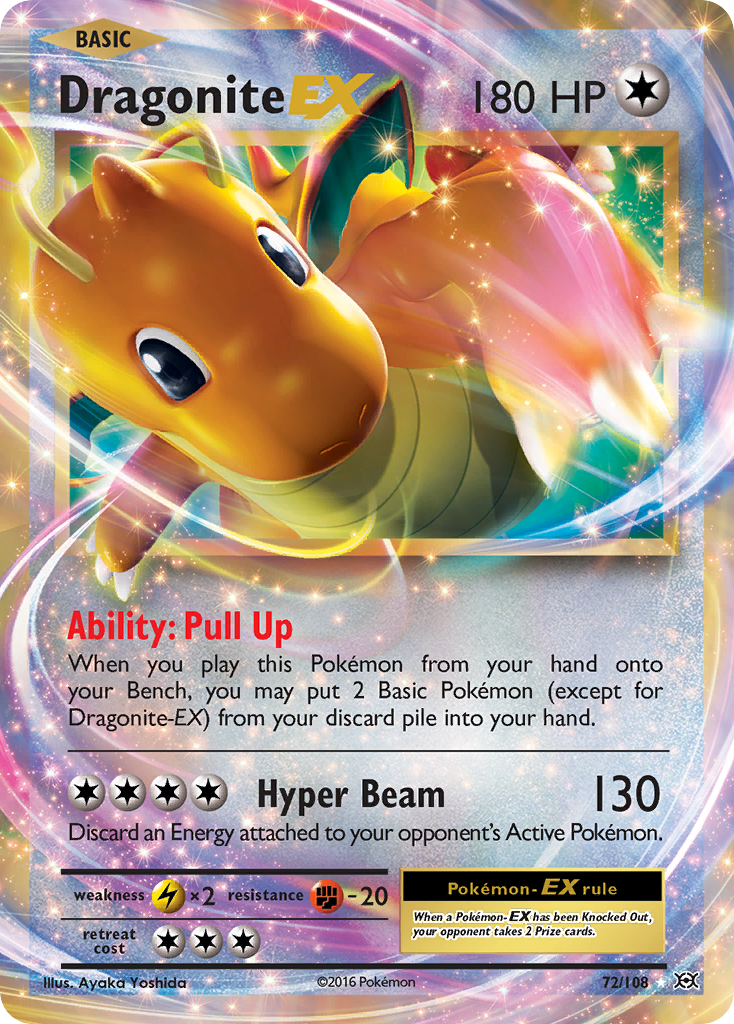 BASIC
Dragonite EX 180 HP
Ability: Pull Up
When you play this Pokémon from your hand onto
your Bench, you may put 2 Basic Pokémon (except for
Dragonite-EX) from your discard pile into your hand.
Hyper Beam 130
Discard an Energy attached to your opponent's Active Pokémon.
weakness ×2 resistance -20
retreat
cost
Pokémon-EX rule
When a Pokémon-EX has been Knocked Out,
your opponent takes 2 Prize cards.
Illus. Ayaka Yoshida ©2016 Pokémon 72/108